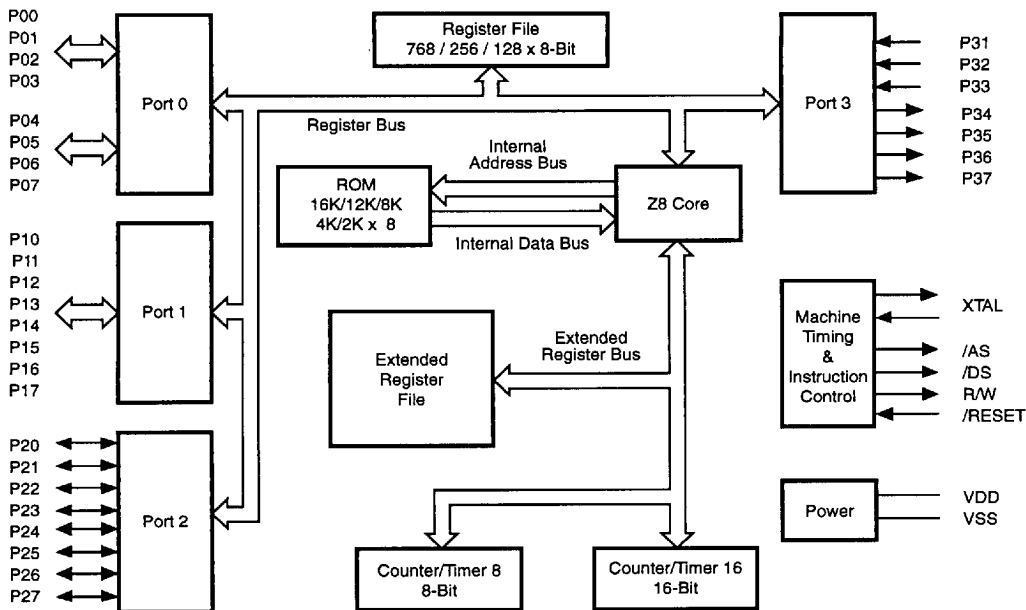 P00
P01
P02
P03
P04
P05
P06
P07
Port 0
P10
P11
P12
P13
P14
P15
P16
P17
Port 1
P20
P21
P22
P23
P24
P25
P26
P27
Port 2
Register File
768 / 256 / 128 x 8-Bit
Register Bus
Internal
Address Bus
ROM
16K/12K/8K
4K/2K x 8
Internal Data Bus
Z8 Core
Extended
Register Bus
Extended
Register
File
Counter/Timer 8
8-Bit
Counter/Timer 16
16-Bit
Port 3
P31
P32
P33
P34
P35
P36
P37
Machine
Timing
&
Instruction
Control
XTAL
/AS
/DS
R/W
/RESET
Power
VDD
VSS